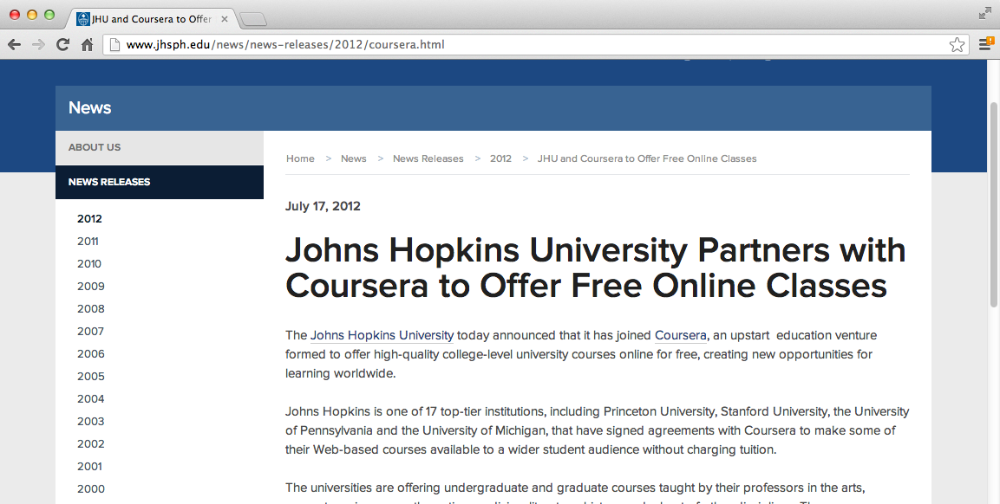 JHU and Coursera to Offer
www.jhsph.edu/news/news-releases/2012/coursera.html
News
ABOUT US
NEWS RELEASES
2012
2011
2010
2009
2008
2007
2006
2005
2004
2003
2002
2001
2000
Home > News > News Releases > 2012 > JHU and Coursera to Offer Free Online Classes
July 17, 2012
Johns Hopkins University Partners with
Coursera to Offer Free Online Classes
The Johns Hopkins University today announced that it has joined Coursera, an upstart education venture
formed to offer high-quality college-level university courses online for free, creating new opportunities for
learning worldwide.
Johns Hopkins is one of 17 top-tier institutions, including Princeton University, Stanford University, the University
of Pennsylvania and the University of Michigan, that have signed agreements with Coursera to make some of
their Web-based courses available to a wider student audience without charging tuition.
The universities are offering undergraduate and graduate courses taught by their professors in the arts,